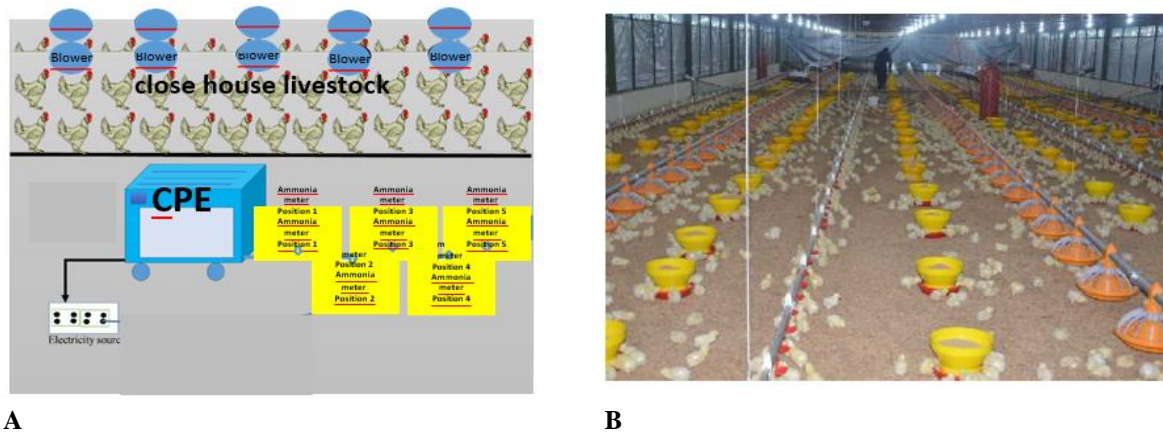 Blower Blower Blower Blower Blower
close house livestock
CPE
Ammonia
meter
Position 1
Ammonia
meter
Position 1
Ammonia
meter
Position 3
Ammonia
meter
Position 3
Ammonia
meter
Position 5
Ammonia
meter
Position 5
meter
Position 2
Ammonia
meter
Position 2
m
meter
Position 4
Ammonia
meter
Position 4
Electricity sourc
A
B